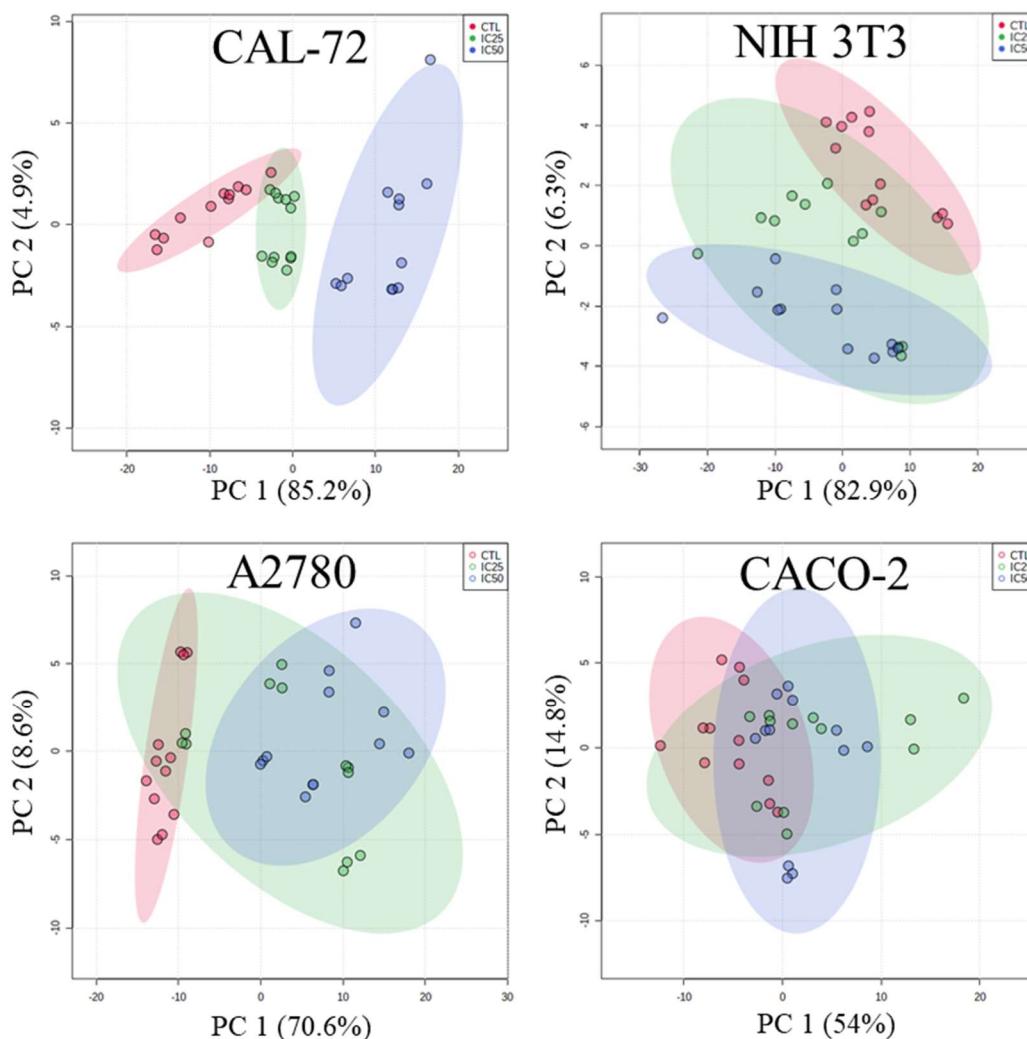 CAL-72
CTL
IC25
IC50
PC 2 (4.9%)
10
5
0
-5
-10
-20
-10
0
10
20
PC 1 (85.2%)
NIH 3T3
CTL
IC25
IC50
PC 2 (6.3%)
6
4
2
0
-2
-4
-6
-30
-20
-10
0
10
20
PC 1 (82.9%)
A2780
CTL
IC25
IC50
PC 2 (8.6%)
10
5
0
-5
-10
-20
-10
0
10
20
30
PC 1 (70.6%)
CACO-2
CTL
IC25
IC50
PC 2 (14.8%)
10
5
0
-5
-10
-10
0
10
20
PC 1 (54%)